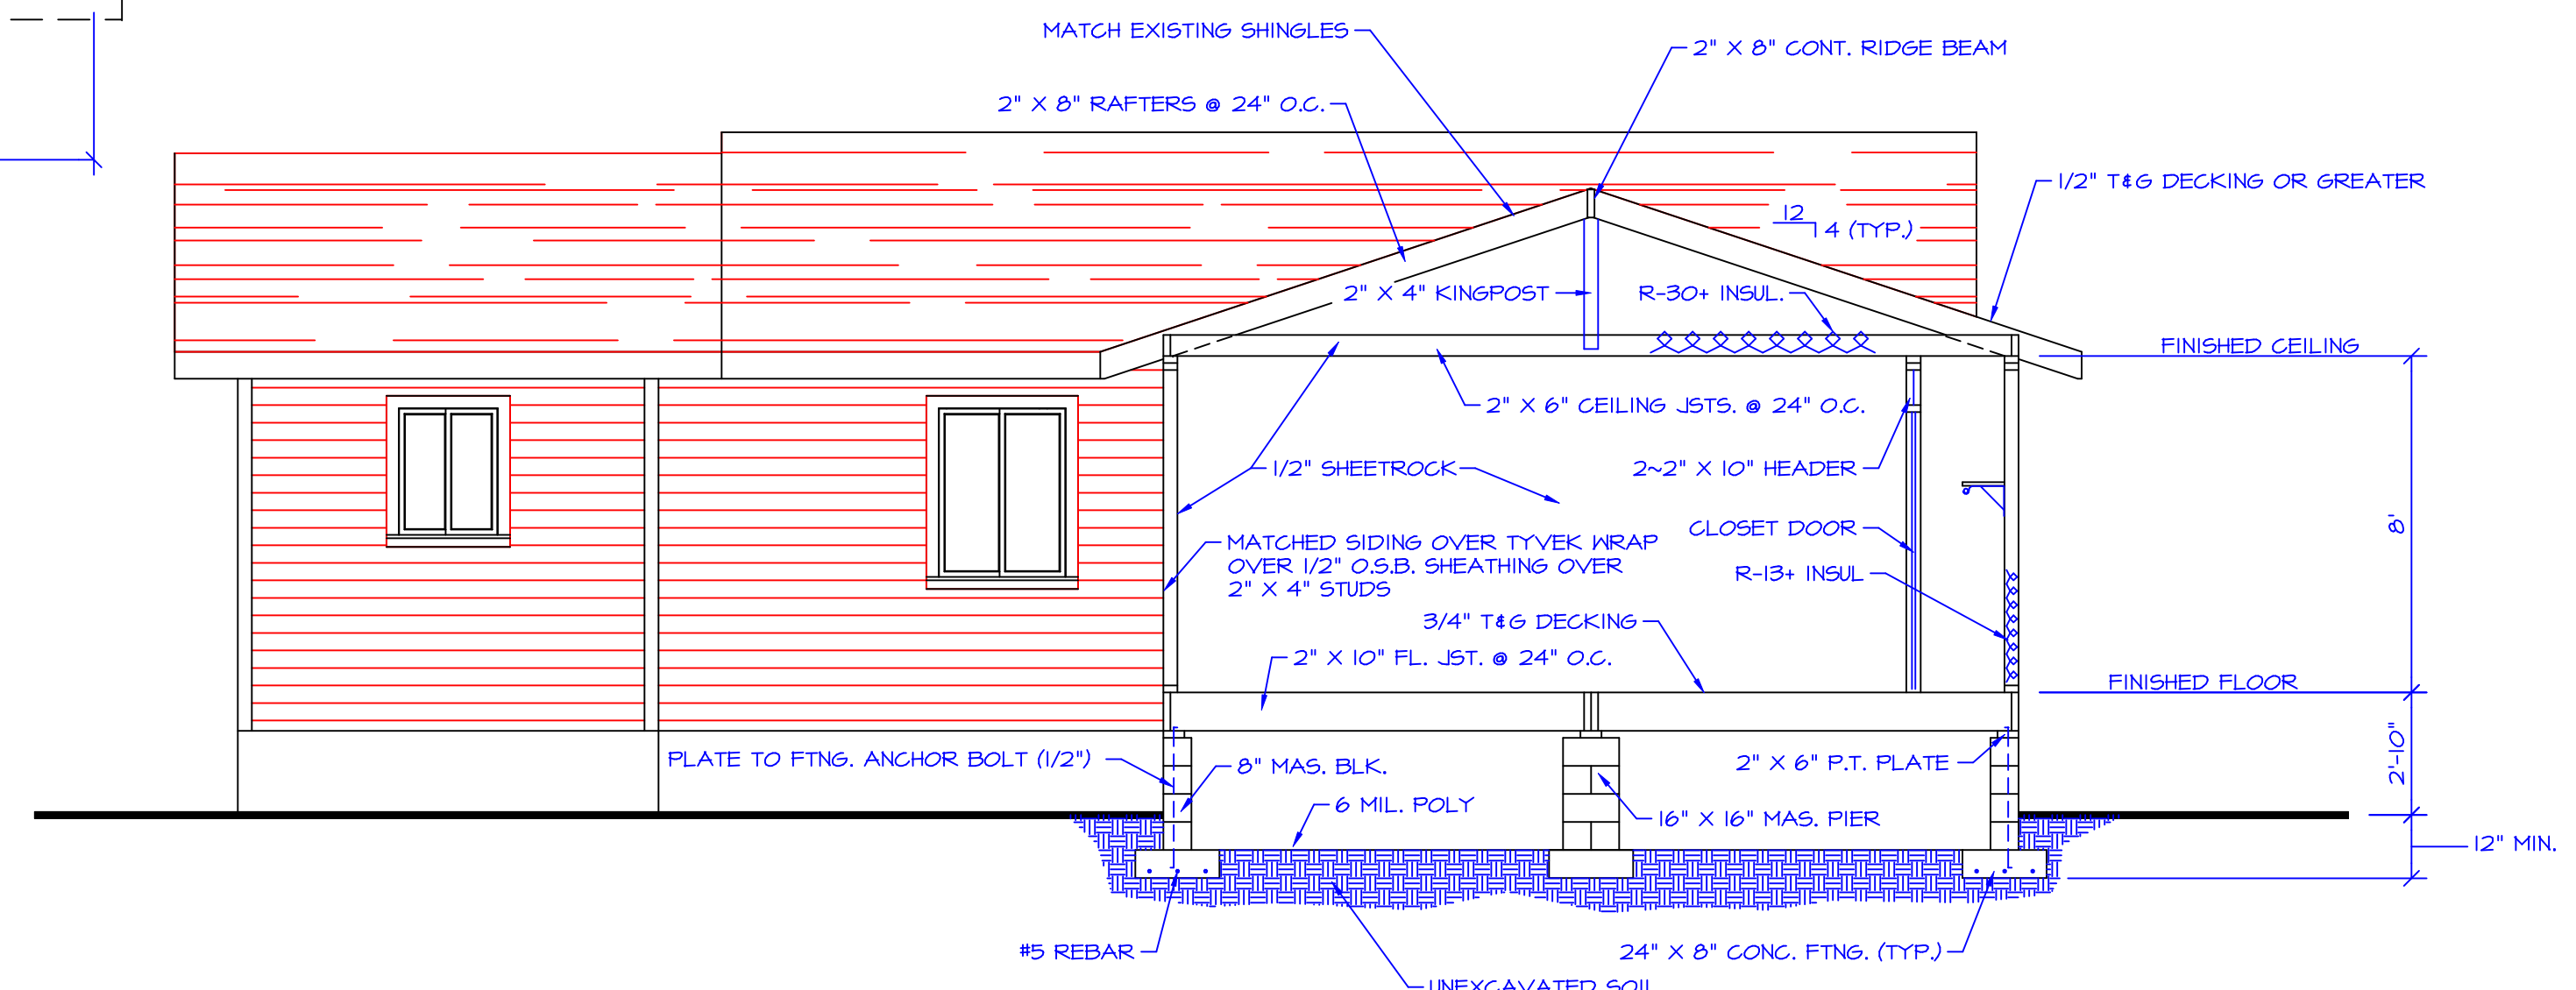 MATCH EXISTING SHINGLES
2" X 8" CONT. RIDGE BEAM
2" X 8" RAFTERS @ 24" O.C.
1/2" T&G DECKING OR GREATER
12
4 (TYP.)
2" X 4" KINGPOST
R-30+ INSUL.
FINISHED CEILING
2" X 6" CEILING JSTS. @ 24" O.C.
1/2" SHEETROCK
2~2" X 10" HEADER
8'
CLOSET DOOR
MATCHED SIDING OVER TYVEK WRAP
OVER 1/2" O.S.B. SHEATHING OVER
2" X 4" STUDS
R-13+ INSUL
3/4" T&G DECKING
2" X 10" FL. JST. @ 24" O.C.
FINISHED FLOOR
2'-10"
PLATE TO FTNG. ANCHOR BOLT (1/2")
8" MAS. BLK.
2" X 6" P.T. PLATE
6 MIL. POLY
16" X 16" MAS. PIER
12" MIN.
#5 REBAR
24" X 8" CONC. FTNG. (TYP.)
UNEXCAVATED SOIL